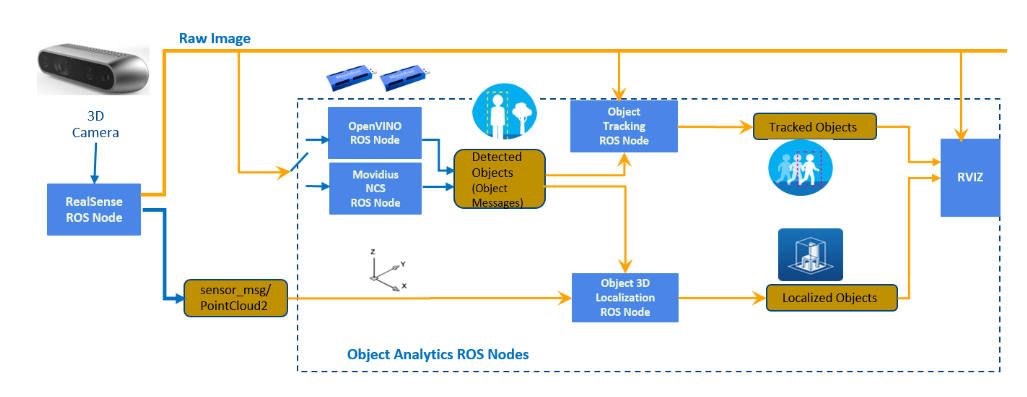 Raw Image
3D
Camera
RealSense
ROS Node
sensor_msg/
PointCloud2
Movidius
Movidius
OpenVINO
ROS Node
Movidius
NCS
ROS Node
Detected
Objects
(Object
Messages)
Object
Tracking
ROS Node
Tracked Objects
RVIZ
Z
Y
X
Object 3D
Localization
ROS Node
Localized Objects
Object Analytics ROS Nodes